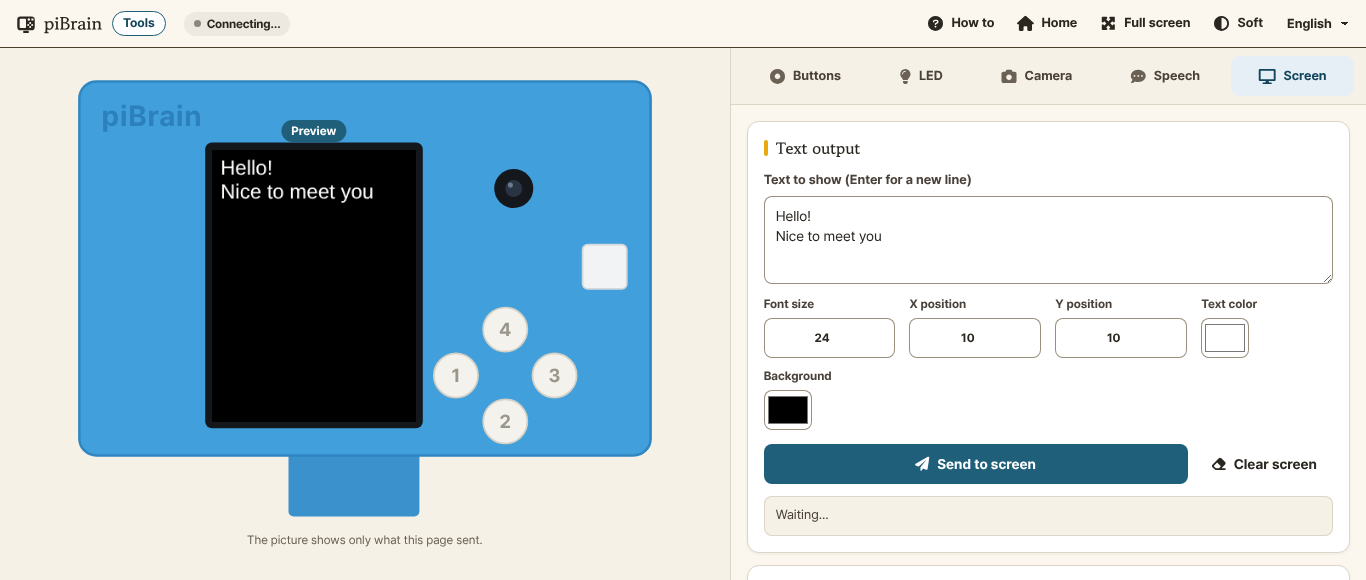 piBrain
Tools
Connecting...
How to
Home
Full screen
Soft
English
piBrain
Preview
Hello!
Nice to meet you
4
1
3
2
The picture shows only what this page sent.
Buttons
LED
Camera
Speech
Screen
Text output
Text to show (Enter for a new line)
Hello!
Nice to meet you
Font size
X position
Y position
Text color
24
10
10
Background
Send to screen
Clear screen
Waiting...